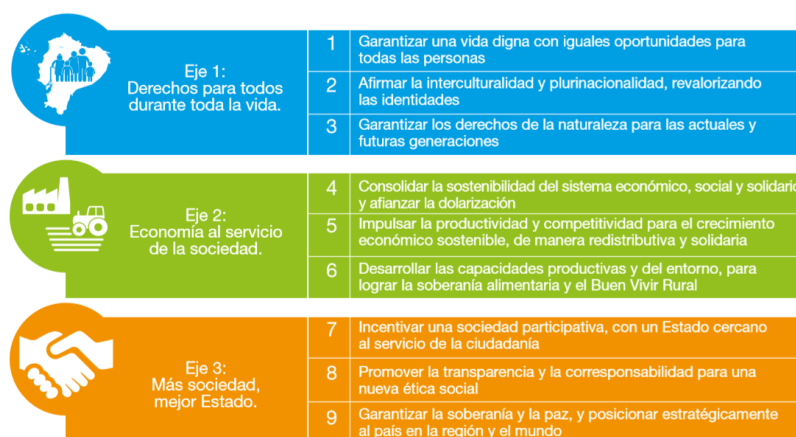 Eje 1:
Derechos para todos
durante toda la vida.
1 Garantizar una vida digna con iguales oportunidades para
todas las personas
2 Afirmar la interculturalidad y plurinacionalidad, revalorizando
las identidades
3 Garantizar los derechos de la naturaleza para las actuales y
futuras generaciones
Eje 2:
Economía al servicio
de la sociedad.
4 Consolidar la sostenibilidad del sistema económico, social y solidario
y afianzar la dolarización
5 Impulsar la productividad y competitividad para el crecimiento
económico sostenible, de manera redistributiva y solidaria
6 Desarrollar las capacidades productivas y del entorno, para
lograr la soberanía alimentaria y el Buen Vivir Rural
Eje 3:
Más sociedad,
mejor Estado.
7 Incentivar una sociedad participativa, con un Estado cercano
al servicio de la ciudadanía
8 Promover la transparencia y la corresponsabilidad para una
nueva ética social
9 Garantizar la soberanía y la paz, y posicionar estratégicamente
al país en la región y el mundo